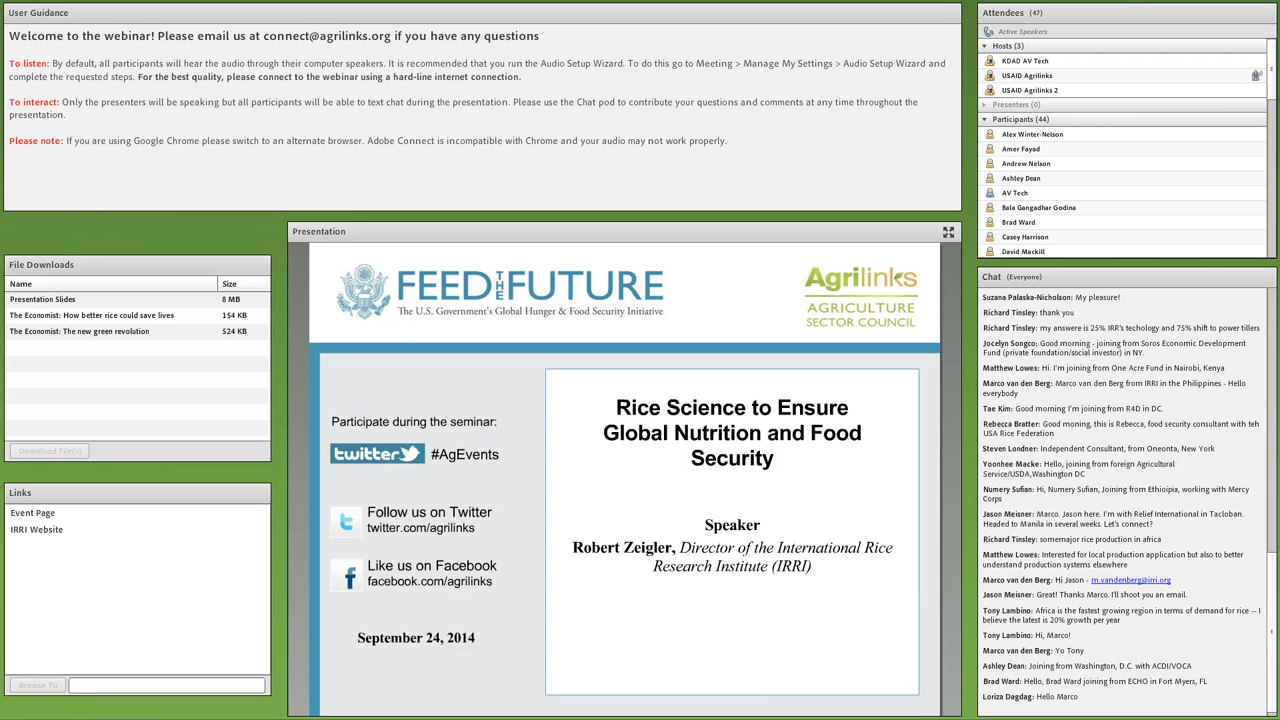 User Guidance
Welcome to the webinar! Please email us at connect@agrilinks.org if you have any questions
To listen: By default, all participants will hear the audio through their computer speakers. It is recommended that you run the Audio Setup Wizard. To do this go to Meeting > Manage My Settings > Audio Setup Wizard and
complete the requested steps. For the best quality, please connect to the webinar using a hard-line internet connection.
To interact: Only the presenters will be speaking but all participants will be able to text chat during the presentation. Please use the Chat pod to contribute your questions and comments at any time throughout the
presentation.
Please note: If you are using Google Chrome please switch to an alternate browser. Adobe Connect is incompatible with Chrome and your audio may not work properly.
File Downloads
Name Size
Presentation Slides 8 MB
The Economist: How better rice could save lives 154 KB
The Economist: The new green revolution 524 KB
Download File(s)
Links
Event Page
IRRI Website
Browse To
Presentation
FEED THE FUTURE
The U.S. Government's Global Hunger & Food Security Initiative
Agrilinks
AGRICULTURE
SECTOR COUNCIL
Participate during the seminar:
twitter #AgEvents
Follow us on Twitter
twitter.com/agrilinks
Like us on Facebook
facebook.com/agrilinks
September 24, 2014
Rice Science to Ensure
Global Nutrition and Food
Security
Speaker
Robert Zeigler, Director of the International Rice
Research Institute (IRRI)
Attendees (47)
Active Speakers
Hosts (3)
KDAD AV Tech
USAID Agrilinks
USAID Agrilinks 2
Presenters (0)
Participants (44)
Alex Winter-Nelson
Amer Fayad
Andrew Nelson
Ashley Dean
AV Tech
Bala Gangadhar Godina
Brad Ward
Casey Harrison
David Mackill
Chat (Everyone)
Suzana Palaska-Nicholson: My pleasure!
Richard Tinsley: thank you
Richard Tinsley: my answere is 25% IRR's techology and 75% shift to power tillers
Jocelyn Songco: Good morning - joining from Soros Economic Development
Fund (private foundation/social investor) in NY.
Matthew Lowes: Hi. I'm joining from One Acre Fund in Nairobi, Kenya
Marco van den Berg: Marco van den Berg from IRRI in the Philippines - Hello
everybody
Tae Kim: Good morning I'm joining from R4D in DC.
Rebecca Bratter: Good moning, this is Rebecca, food security consultant with teh
USA Rice Federation
Steven Londner: Independent Consultant, from Oneonta, New York
Yoonhee Macke: Hello, joining from foreign Agricultural
Service/USDA,Washington DC
Numery Sufian: Hi, Numery Sufian, Joining from Ethioipia, working with Mercy
Corps
Jason Meisner: Marco. Jason here. I'm with Relief International in Tacloban.
Headed to Manila in several weeks. Let's connect?
Richard Tinsley: somemajor rice production in africa
Matthew Lowes: Interested for local production application but also to better
understand production systems elsewhere
Marco van den Berg: Hi Jason - m.vandenberg@irri.org
Jason Meisner: Great! Thanks Marco. I'll shoot you an email.
Tony Lambino: Africa is the fastest growing region in terms of demand for rice -- I
believe the latest is 20% growth per year
Tony Lambino: Hi, Marco!
Marco van den Berg: Yo Tony
Ashley Dean: Joining from Washington, D.C. with ACDI/VOCA
Brad Ward: Hello, Brad Ward joining from ECHO in Fort Myers, FL
Loriza Dagdag: Hello Marco